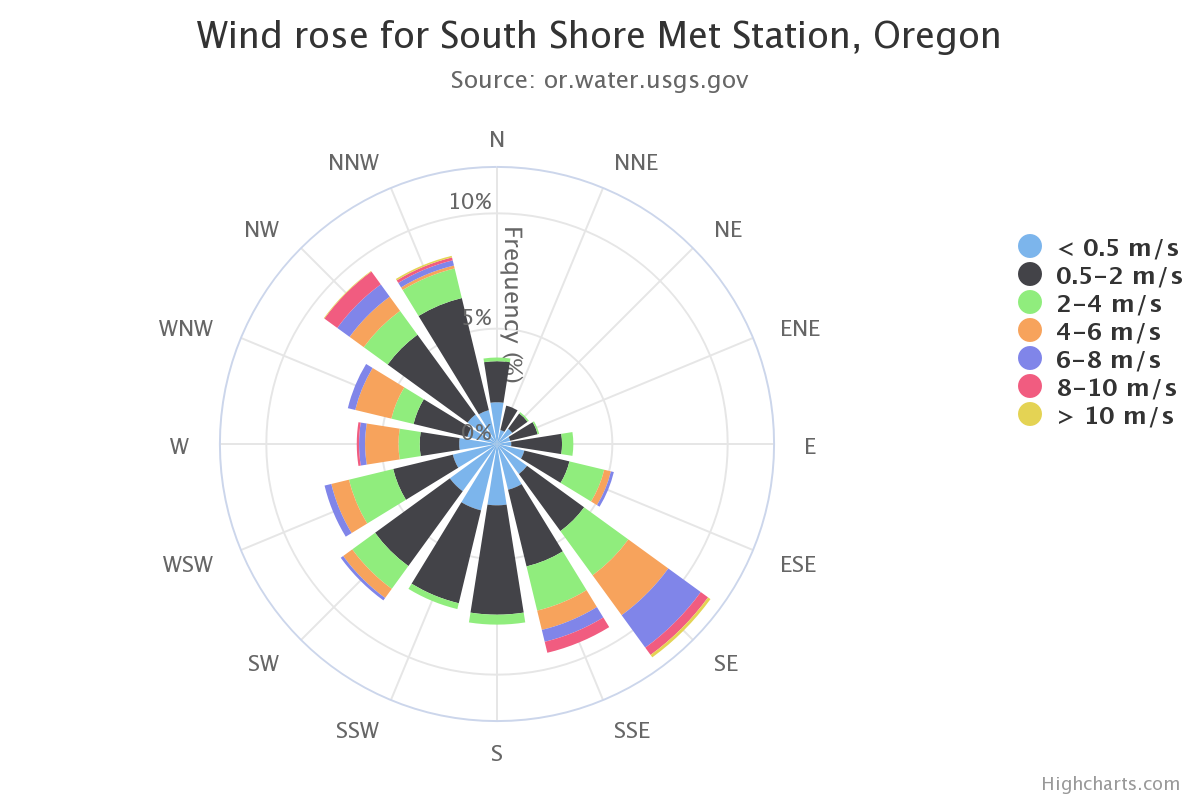 Wind rose for South Shore Met Station, Oregon
Source: or.water.usgs.gov
N
NNE
NE
ENE
E
ESE
SE
SSE
S
SSW
SW
WSW
W
WNW
NW
NNW
10%
5%
0%
Frequency (%)
< 0.5 m/s
0.5–2 m/s
2–4 m/s
4–6 m/s
6–8 m/s
8–10 m/s
> 10 m/s
Highcharts.com